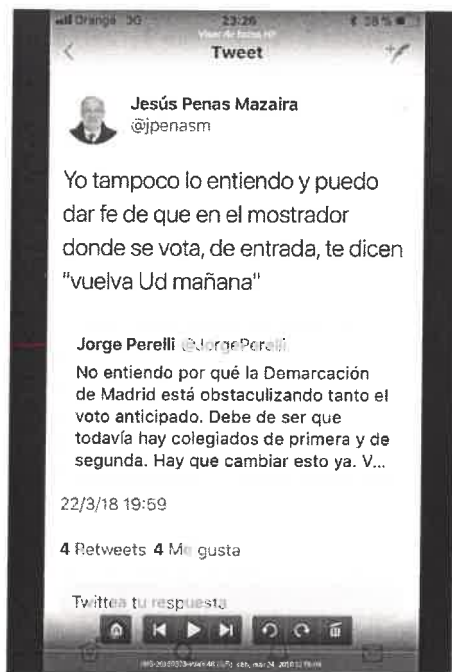 Orange 3G 23:26 38 %
Tweet
Jesús Penas Mazaira
@jpenasm
Yo tampoco lo entiendo y puedo
dar fe de que en el mostrador
donde se vota, de entrada, te dicen
"vuelva Ud mañana"
Jorge Perelli @JorgePerelli
No entiendo por qué la Demarcación
de Madrid está obstaculizando tanto el
voto anticipado. Debe de ser que
todavía hay colegiados de primera y de
segunda. Hay que cambiar esto ya. V...
22/3/18 19:59
4 Retweets 4 Me gusta
Twittea tu respuesta